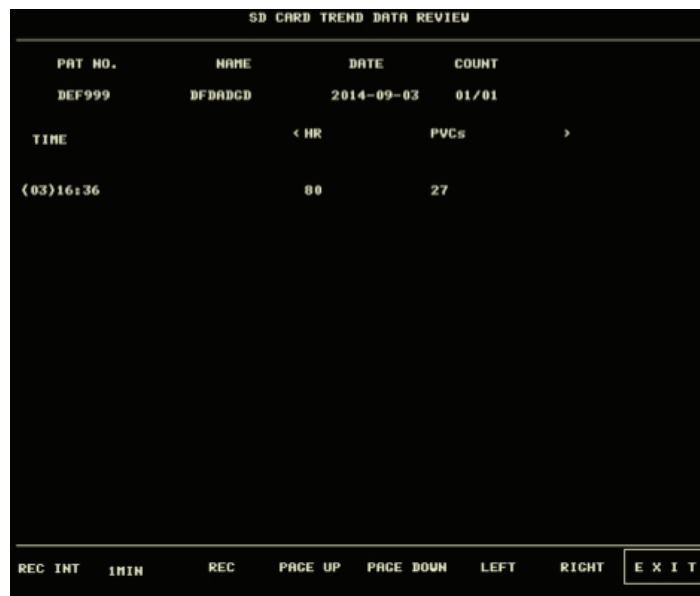 SD CARD TREND DATA REVIEW
PAT NO. NAME DATE COUNT
DEF999 DFDADGD 2014-09-03 01/01
TIME < HR PVCs >
(03)16:36 80 27
REC INT 1MIN REC PAGE UP PAGE DOWN LEFT RIGHT E X I T